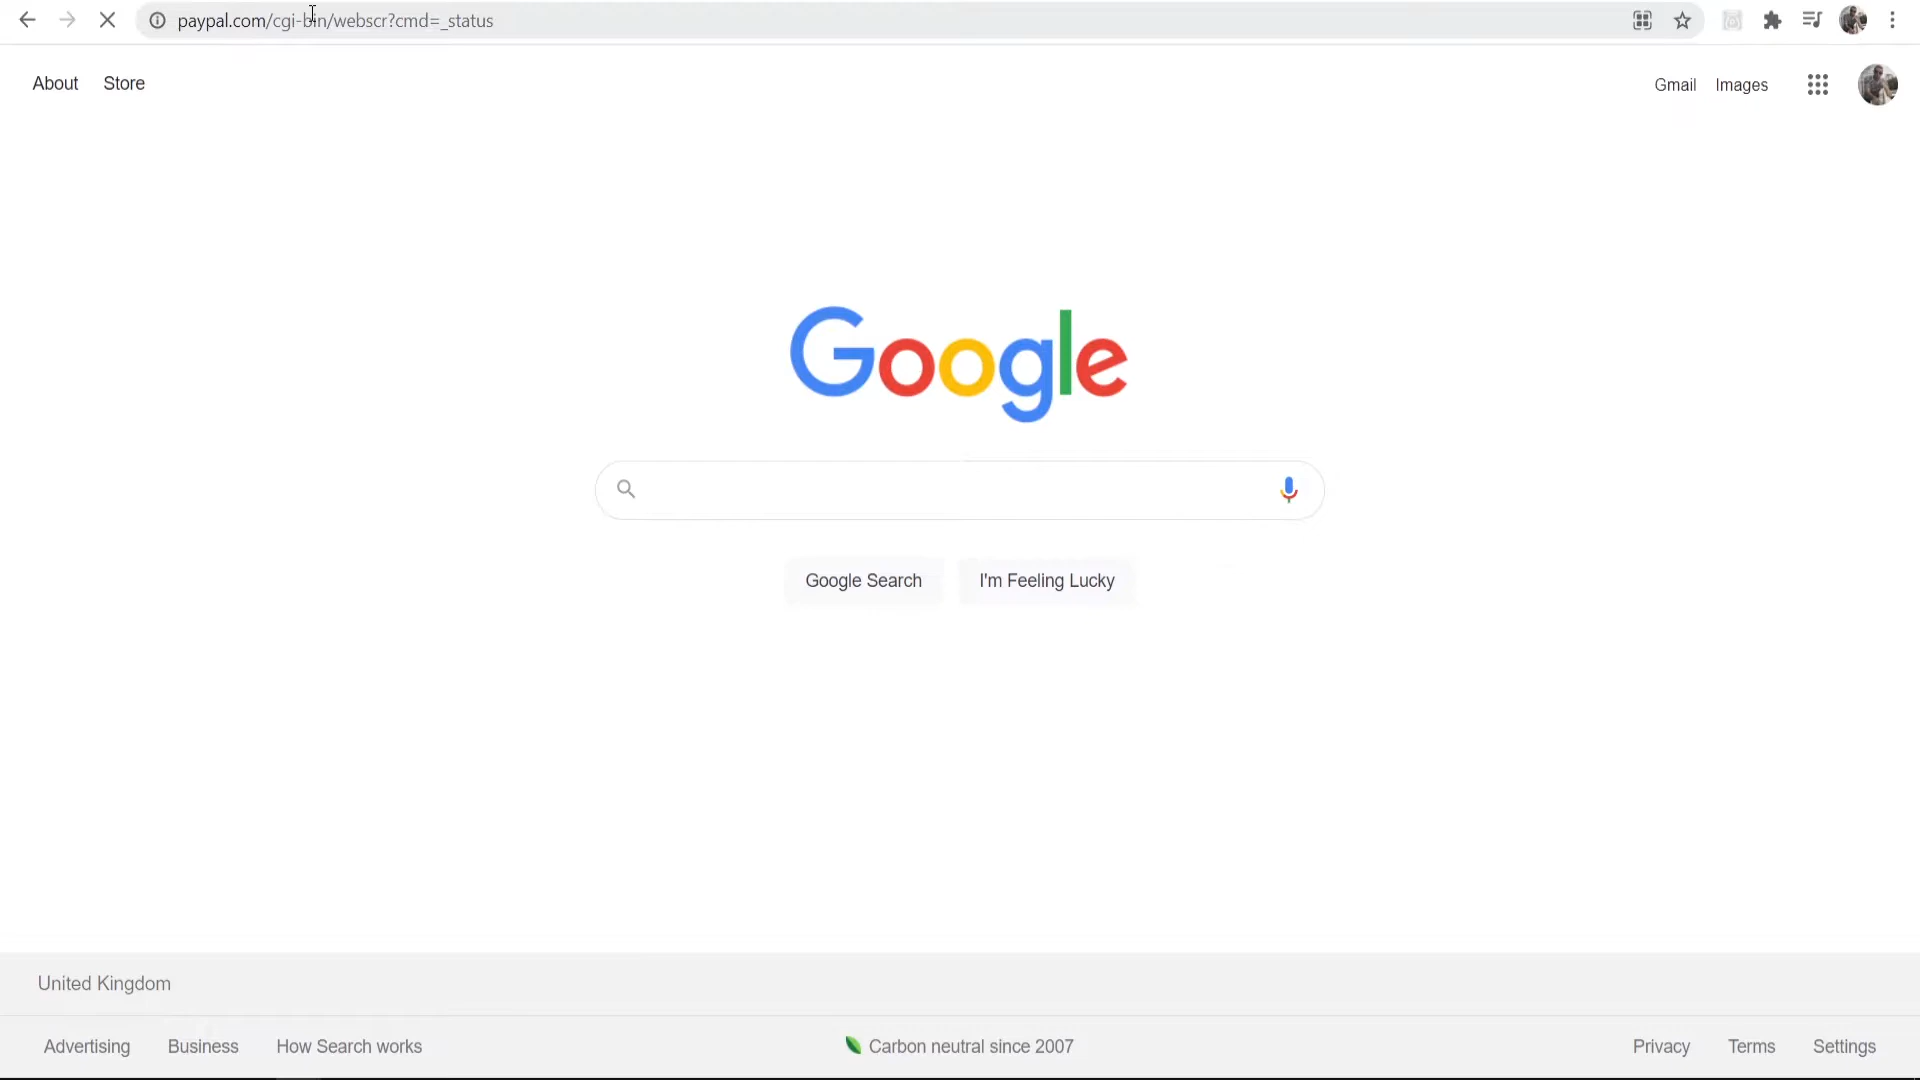 paypal.com/cgi-bin/webscr?cmd=_status
About Store Gmail Images
Google
Google Search I'm Feeling Lucky
United Kingdom
Advertising Business How Search works Carbon neutral since 2007 Privacy Terms Settings